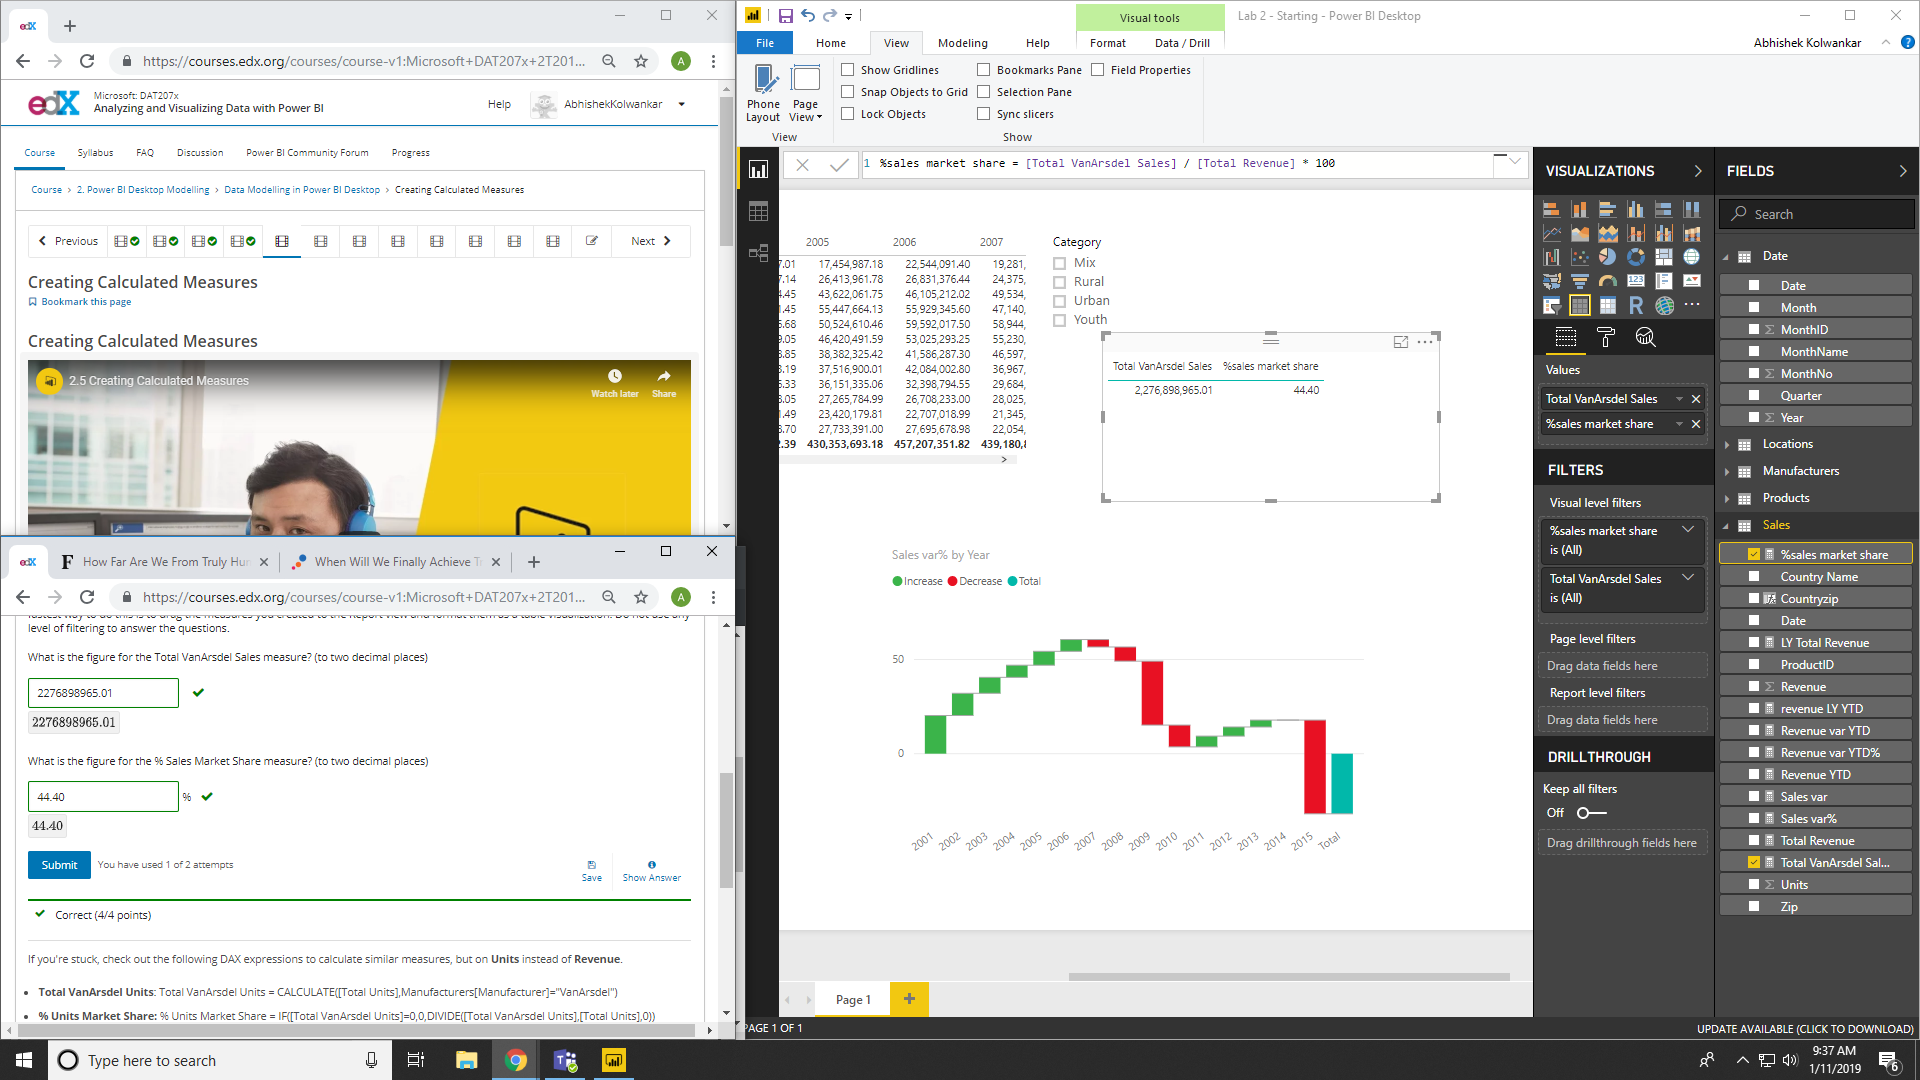 edX
https://courses.edx.org/courses/course-v1:Microsoft+DAT207x+2T201...
A
edX
Microsoft: DAT207x
Analyzing and Visualizing Data with Power BI
Help
AbhishekKolwankar
Course
Syllabus
FAQ
Discussion
Power BI Community Forum
Progress
Course > 2. Power BI Desktop Modelling > Data Modelling in Power BI Desktop > Creating Calculated Measures
Previous
Next
Creating Calculated Measures
Bookmark this page
Creating Calculated Measures
2.5 Creating Calculated Measures
Watch later
Share
edX
How Far Are We From Truly Hu
When Will We Finally Achieve T
https://courses.edx.org/courses/course-v1:Microsoft+DAT207x+2T201...
A
level of filtering to answer the questions.
What is the figure for the Total VanArsdel Sales measure? (to two decimal places)
2276898965.01
2276898965.01
What is the figure for the % Sales Market Share measure? (to two decimal places)
44.40 %
44.40
Submit
You have used 1 of 2 attempts
Save
Show Answer
Correct (4/4 points)
If you're stuck, check out the following DAX expressions to calculate similar measures, but on Units instead of Revenue.
Total VanArsdel Units: Total VanArsdel Units = CALCULATE([Total Units],Manufacturers[Manufacturer]="VanArsdel")
% Units Market Share: % Units Market Share = IF([Total VanArsdel Units]=0,0,DIVIDE([Total VanArsdel Units],[Total Units],0))
Visual tools
Lab 2 - Starting - Power BI Desktop
File
Home
View
Modeling
Help
Format
Data / Drill
Abhishek Kolwankar
Phone Layout
Page View
View
Show Gridlines
Snap Objects to Grid
Lock Objects
Bookmarks Pane
Selection Pane
Sync slicers
Field Properties
Show
1 %sales market share = [Total VanArsdel Sales] / [Total Revenue] * 100
2005 2006 2007
7.01 17,454,987.18 22,544,091.40 19,281,
7.14 26,413,961.78 26,831,376.44 24,375,
4.45 43,622,061.75 46,105,212.02 49,534,
1.45 55,447,664.13 55,929,345.60 47,140,
6.68 50,524,610.46 59,592,017.50 58,944,
9.05 46,420,491.59 53,025,293.25 55,230,
8.85 38,382,325.42 41,586,287.30 46,597,
3.19 37,516,900.01 42,084,002.80 36,967,
6.33 36,151,335.06 32,398,794.55 29,684,
8.05 27,265,784.99 26,708,233.00 28,025,
1.49 23,420,179.81 22,707,018.99 21,345,
8.70 27,733,391.00 27,695,678.98 22,054,
2.39 430,353,693.18 457,207,351.82 439,180,8
Category
Mix
Rural
Urban
Youth
Total VanArsdel Sales %sales market share
2,276,898,965.01 44.40
Sales var% by Year
Increase Decrease Total
50
0
2001 2002 2003 2004 2005 2006 2007 2008 2009 2010 2011 2012 2013 2014 2015 Total
Page 1
PAGE 1 OF 1
VISUALIZATIONS
R
Values
Total VanArsdel Sales
%sales market share
FILTERS
Visual level filters
%sales market share
is (All)
Total VanArsdel Sales
is (All)
Page level filters
Drag data fields here
Report level filters
Drag data fields here
DRILLTHROUGH
Keep all filters
Off
Drag drillthrough fields here
FIELDS
Search
Date
Date
Month
MonthID
MonthName
MonthNo
Quarter
Year
Locations
Manufacturers
Products
Sales
%sales market share
Country Name
Countryzip
Date
LY Total Revenue
ProductID
Revenue
revenue LY YTD
Revenue var YTD
Revenue var YTD%
Revenue YTD
Sales var
Sales var%
Total Revenue
Total VanArsdel Sal...
Units
Zip
UPDATE AVAILABLE (CLICK TO DOWNLOAD)
Type here to search
9:37 AM
1/11/2019
6